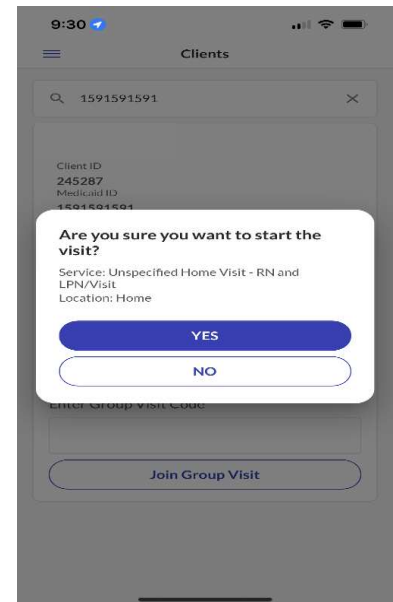 9:30
Clients
1591591591
Client ID
245287
Medicaid ID
1591591591
Are you sure you want to start the
visit?
Service: Unspecified Home Visit - RN and
LPN/Visit
Location: Home
YES
NO
Enter Group Visit Code
Join Group Visit